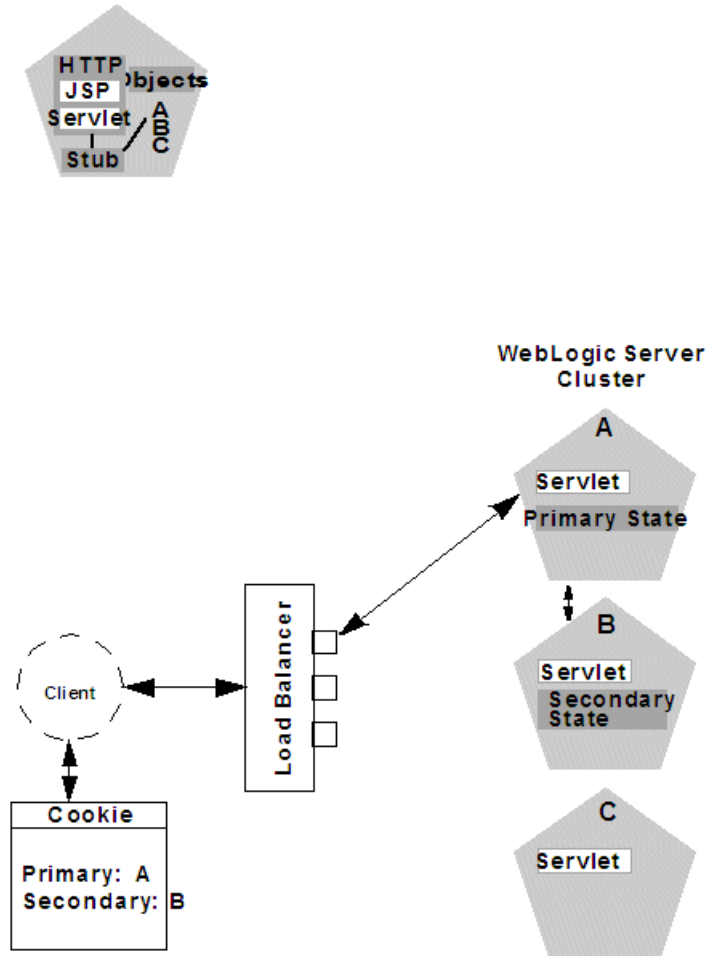 HTTP
Objects
JSP
Servlet
A
B
C
Stub
WebLogic Server
Cluster
A
Servlet
Primary State
B
Servlet
Secondary
State
C
Servlet
Load Balancer
Client
Cookie
Primary: A
Secondary: B